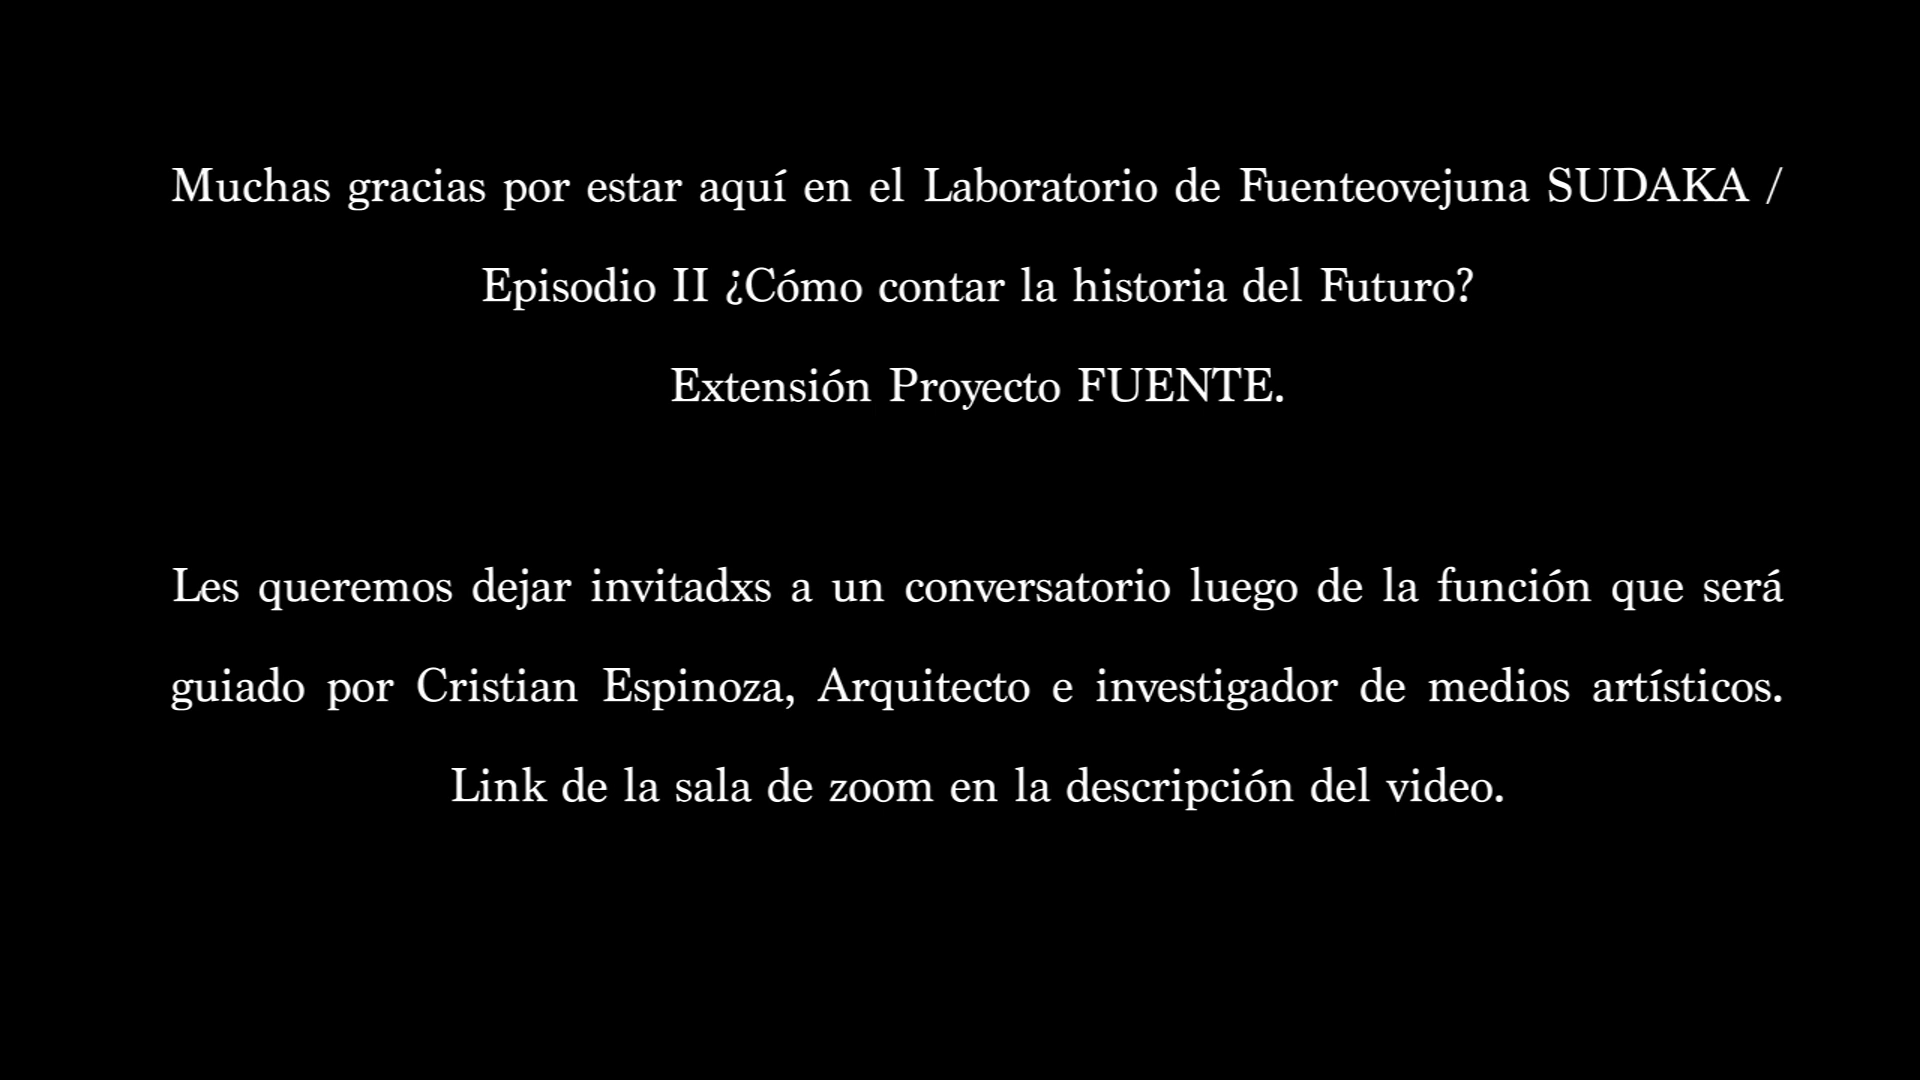 Muchas gracias por estar aquí en el Laboratorio de Fuenteovejuna SUDAKA /
Episodio II ¿Cómo contar la historia del Futuro?
Extensión Proyecto FUENTE.
Les queremos dejar invitadxs a un conversatorio luego de la función que será
guiado por Cristian Espinoza, Arquitecto e investigador de medios artísticos.
Link de la sala de zoom en la descripción del video.